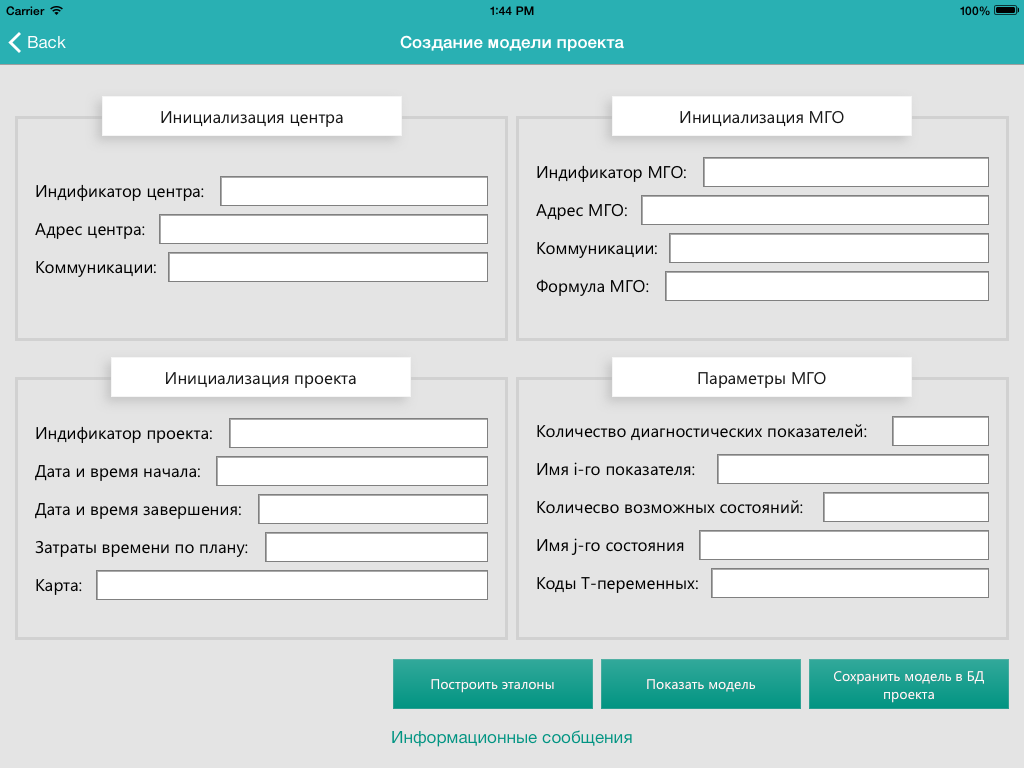 Carrier 1:44 PM 100%
Back Создание модели проекта
Инициализация центра
Индификатор центра:
Адрес центра:
Коммуникации:
Инициализация МГО
Индификатор МГО:
Адрес МГО:
Коммуникации:
Формула МГО:
Инициализация проекта
Индификатор проекта:
Дата и время начала:
Дата и время завершения:
Затраты времени по плану:
Карта:
Параметры МГО
Количество диагностических показателей:
Имя i-го показателя:
Количесво возможных состояний:
Имя j-го состояния
Коды Т-переменных:
Построить эталоны
Показать модель
Сохранить модель в БД
проекта
Информационные сообщения